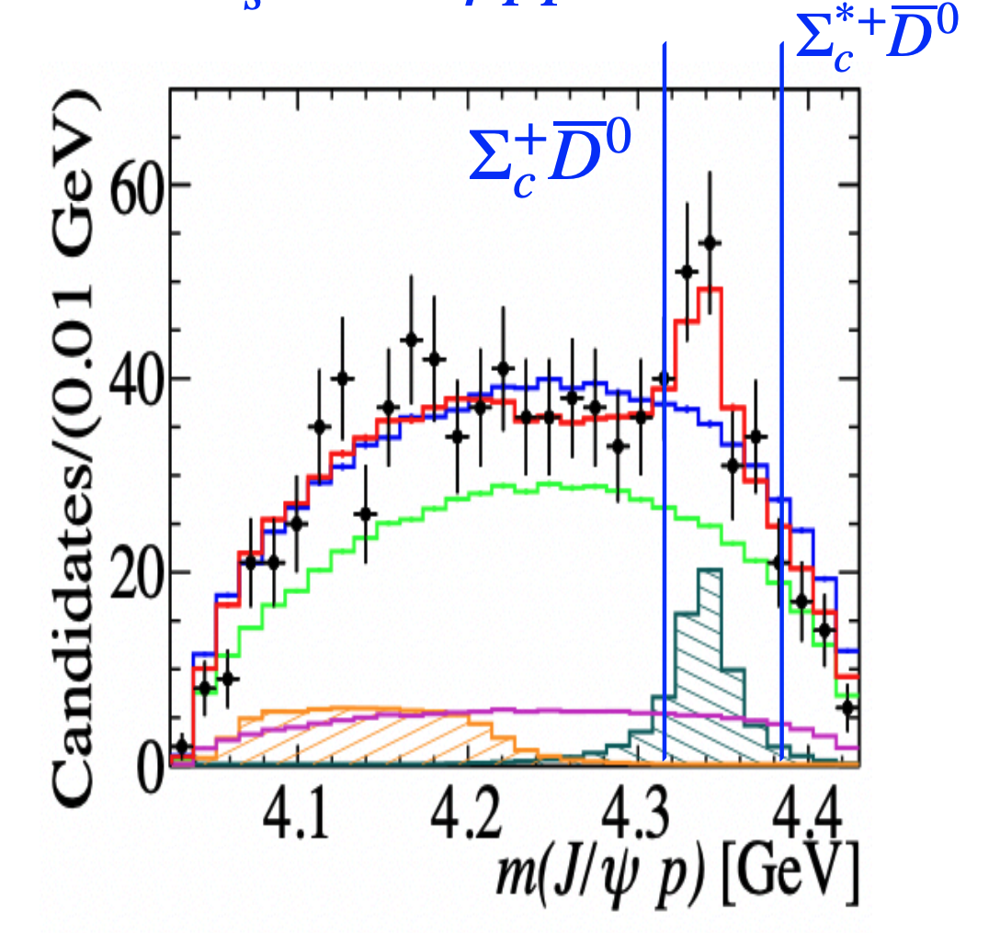 Σc*+D̅0
Σc+D̅0
Candidates/(0.01 GeV)
60
40
20
0
4.1 4.2 4.3 4.4
m(J/ψ p) [GeV]